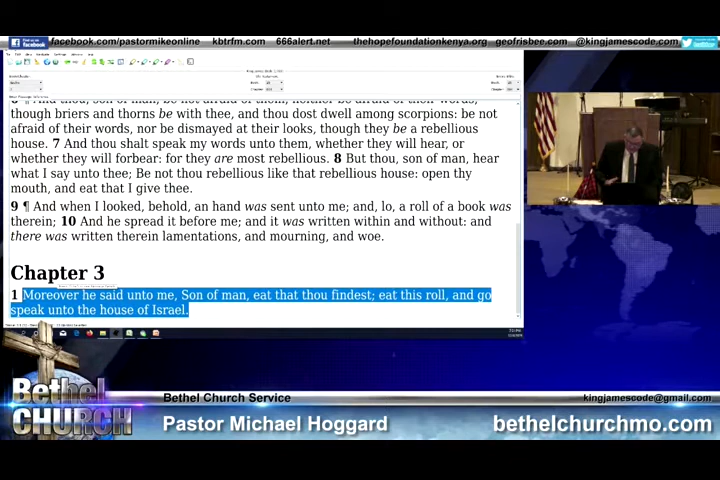 Find us on facebook facebook.com/pastormikeonline kbtrfm.com 666alert.net thehopefoundationkenya.org geofrisbee.com @kingjamescode.com twitter
though briers and thorns be with thee, and thou dost dwell among scorpions: be not
afraid of their words, nor be dismayed at their looks, though they be a rebellious
house. 7 And thou shalt speak my words unto them, whether they will hear, or
whether they will forbear: for they are most rebellious. 8 But thou, son of man, hear
what I say unto thee; Be not thou rebellious like that rebellious house: open thy
mouth, and eat that I give thee.
9 ¶ And when I looked, behold, an hand was sent unto me; and, lo, a roll of a book was
therein; 10 And he spread it before me; and it was written within and without: and
there was written therein lamentations, and mourning, and woe.
Chapter 3
1 Moreover he said unto me, Son of man, eat that thou findest; eat this roll, and go
speak unto the house of Israel.
Bethel
CHURCH
Bethel Church Service kingjamescode@gmail.com
Pastor Michael Hoggard bethelchurchmo.com